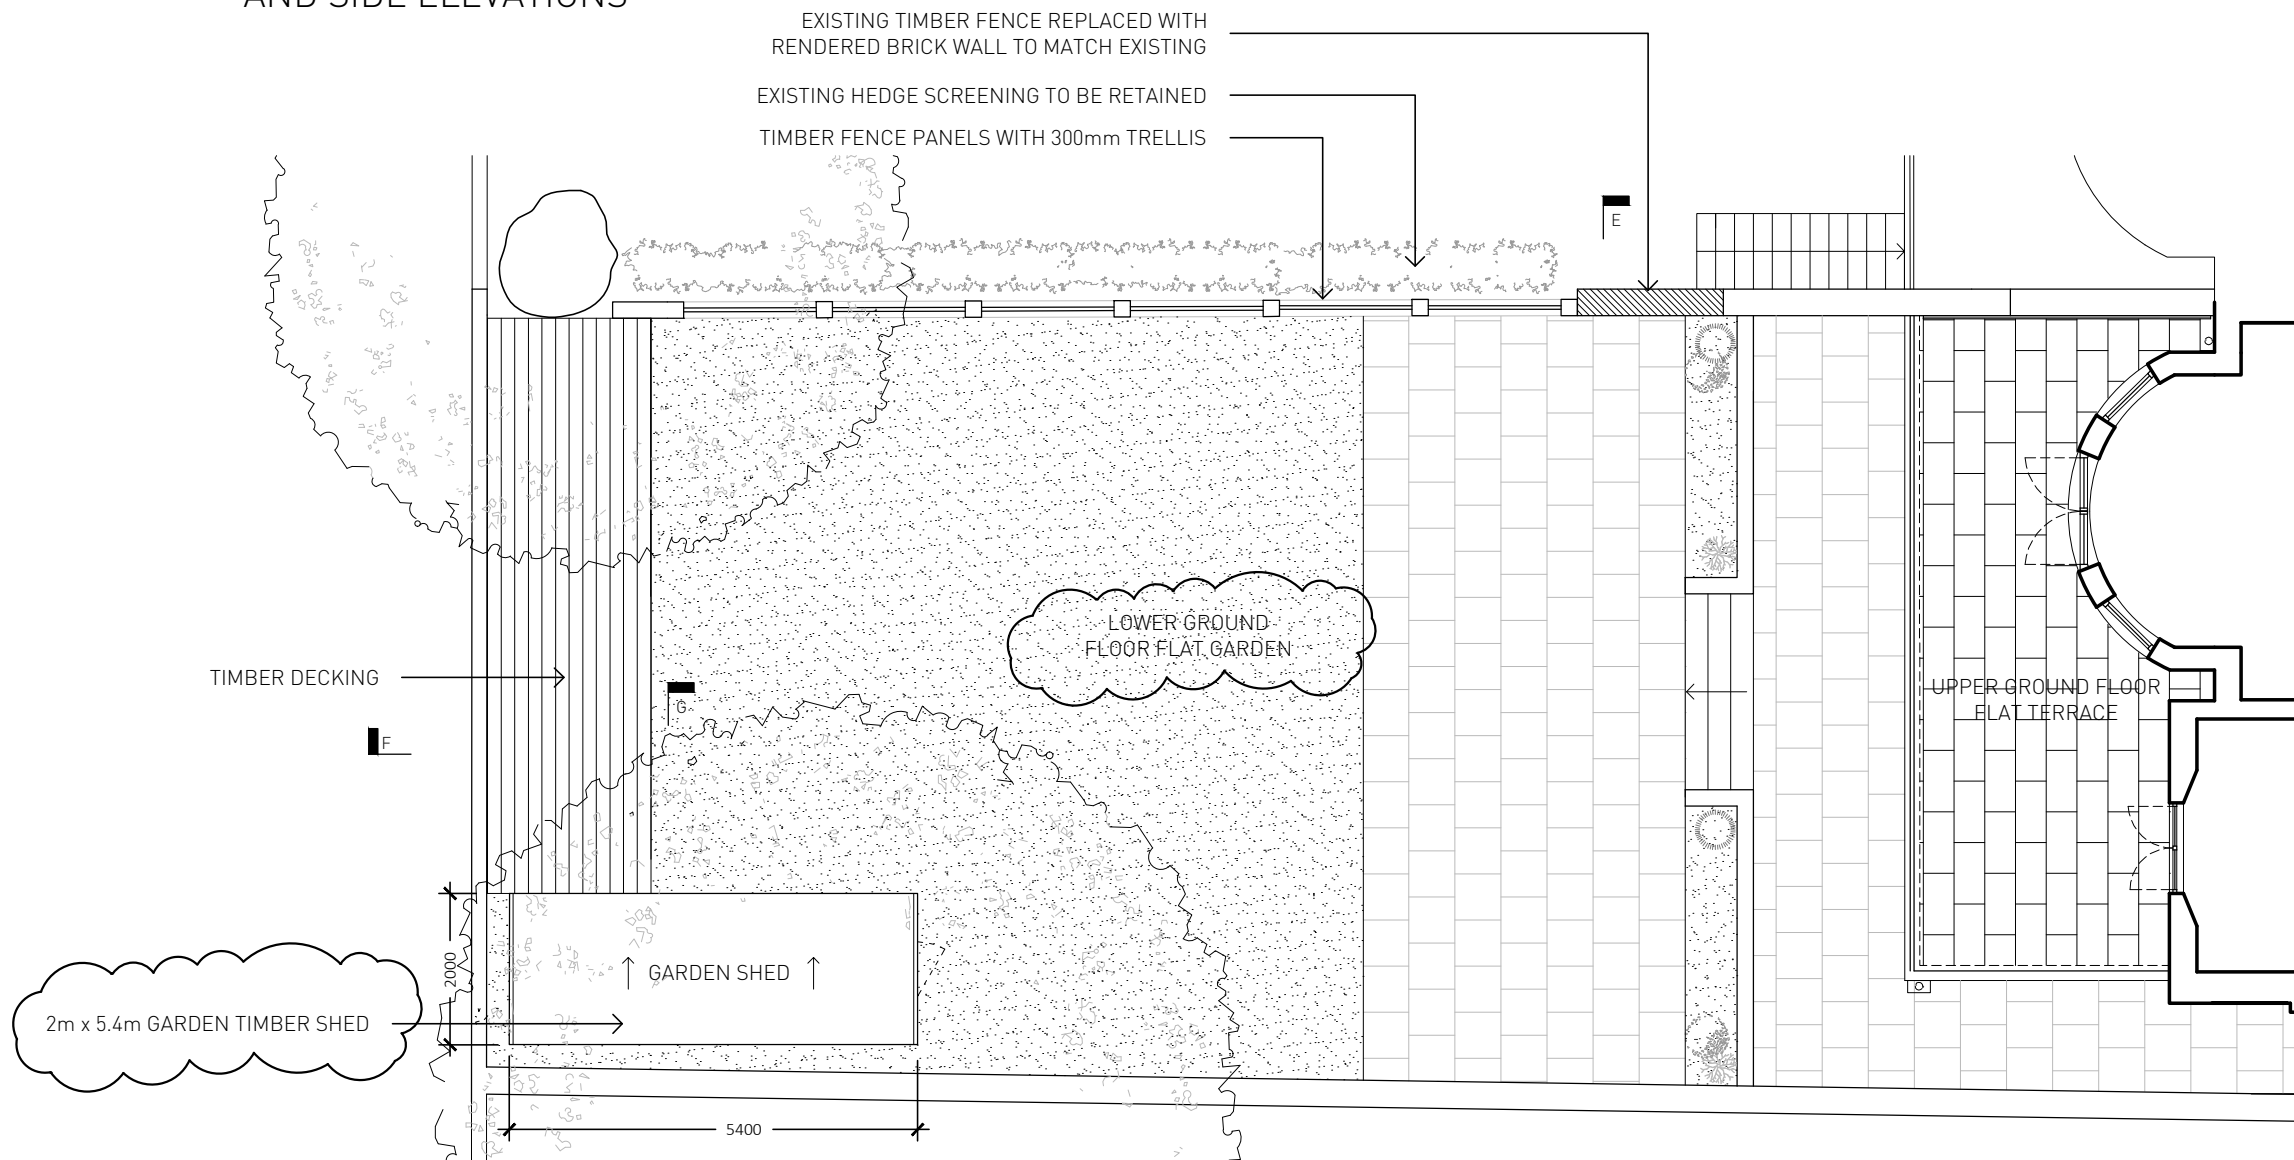 AND SIDE ELEVATIONS
EXISTING TIMBER FENCE REPLACED WITH
RENDERED BRICK WALL TO MATCH EXISTING
EXISTING HEDGE SCREENING TO BE RETAINED
TIMBER FENCE PANELS WITH 300mm TRELLIS
E
LOWER GROUND
FLOOR FLAT GARDEN
TIMBER DECKING
G
F
UPPER GROUND FLOOR
FLAT TERRACE
2000
GARDEN SHED
2m x 5.4m GARDEN TIMBER SHED
5400